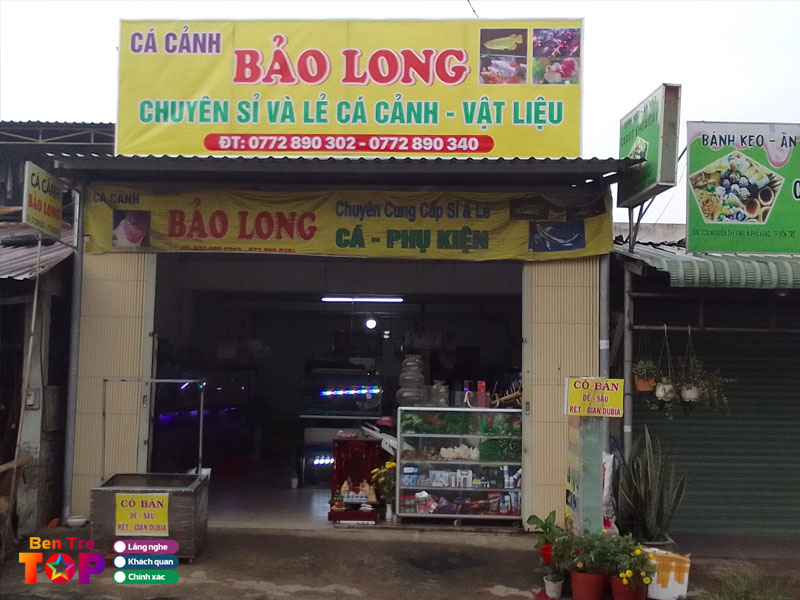 CÁ CẢNH
BẢO LONG
CHUYÊN SỈ VÀ LẺ CÁ CẢNH - VẬT LIỆU
ĐT: 0772 890 302 - 0772 890 340
CÁ CẢNH
BẢO LONG
CÁ CẢNH
BẢO LONG
Chuyên Cung Cấp Sỉ & Lẻ
CÁ - PHỤ KIỆN
BÁNH KẸO - ĂN
CÓ BÁN
DẾ - SÂU
RẾT - GIÁN DUBIA
CÓ BÁN
DẾ - SÂU
RẾT - GIÁN DUBIA
Ben Tre
TOP
Lắng nghe
Khách quan
Chính xác